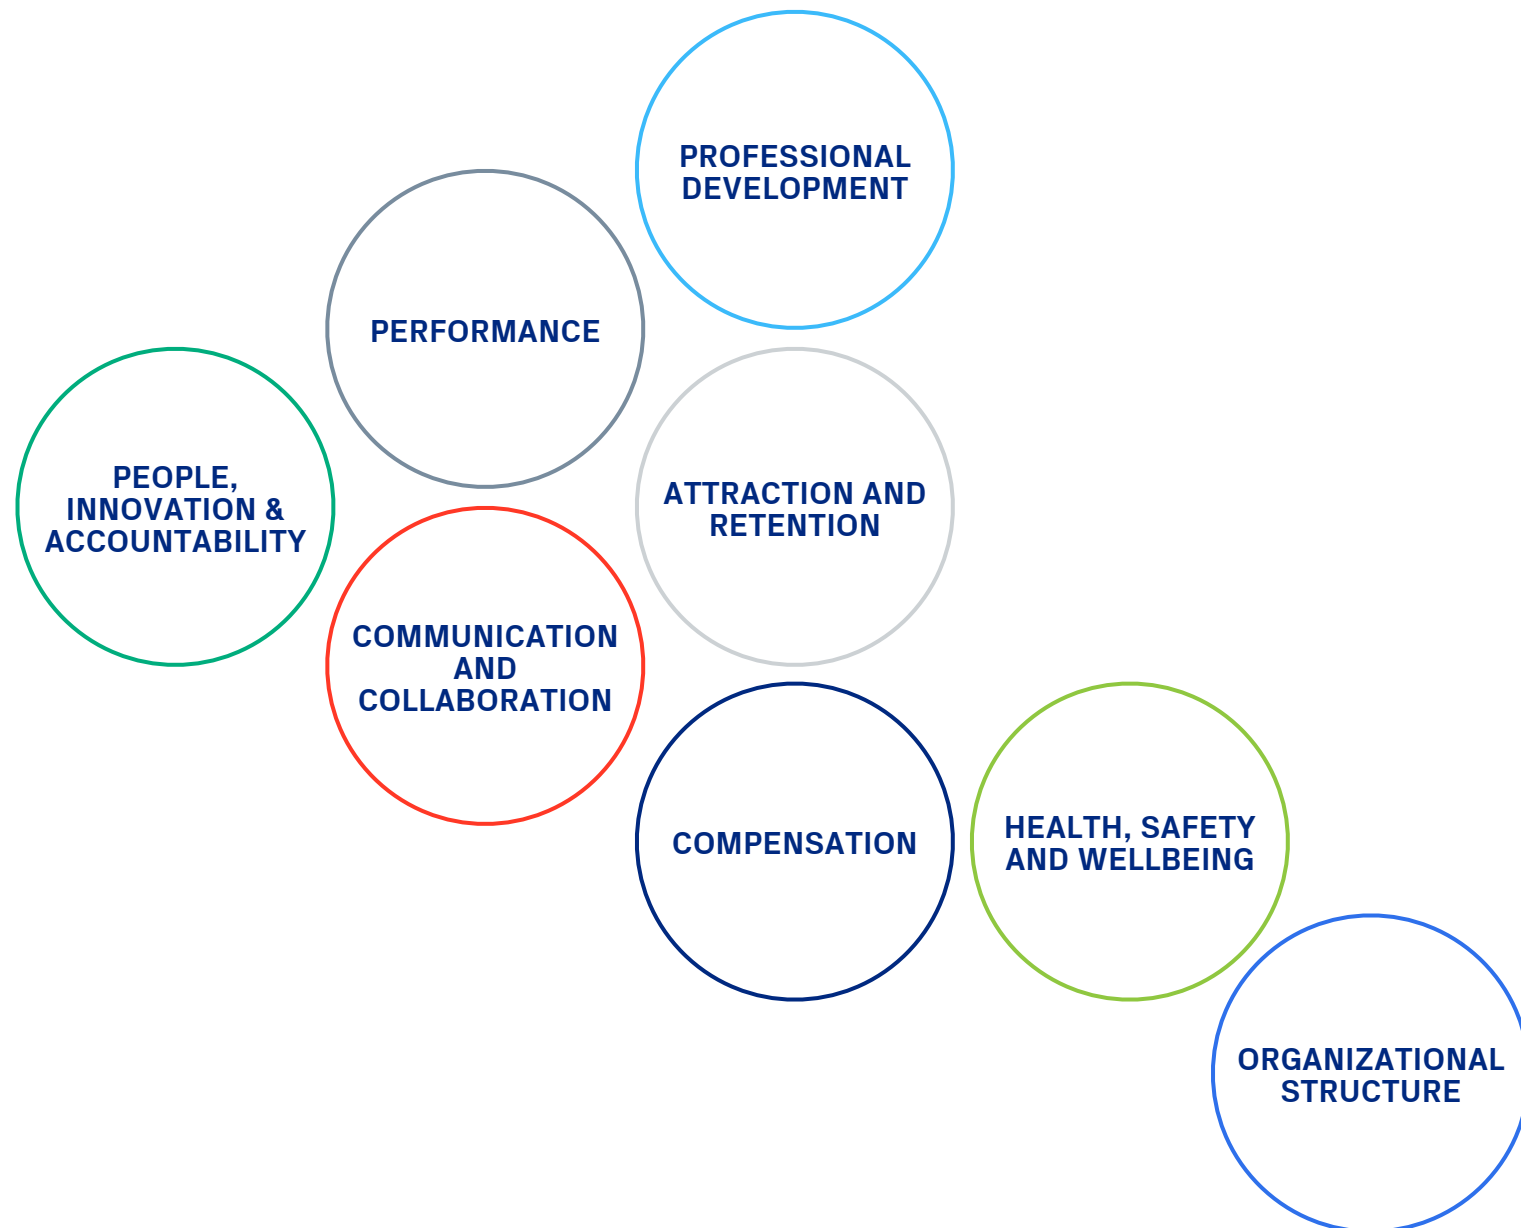 PROFESSIONAL
DEVELOPMENT
PERFORMANCE
PEOPLE,
INNOVATION &
ACCOUNTABILITY
ATTRACTION AND
RETENTION
COMMUNICATION
AND
COLLABORATION
COMPENSATION
HEALTH, SAFETY
AND WELLBEING
ORGANIZATIONAL
STRUCTURE